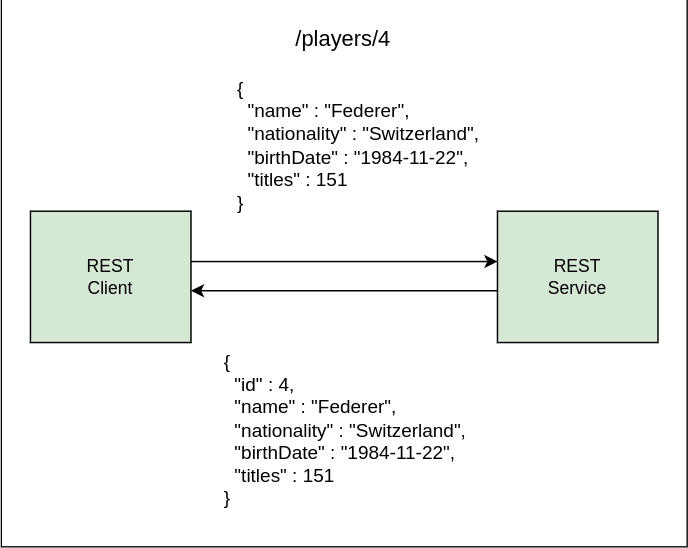 /players/4
{
"name" : "Federer",
"nationality" : "Switzerland",
"birthDate" : "1984-11-22",
"titles" : 151
}
REST
Client
REST
Service
{
"id" : 4,
"name" : "Federer",
"nationality" : "Switzerland",
"birthDate" : "1984-11-22",
"titles" : 151
}